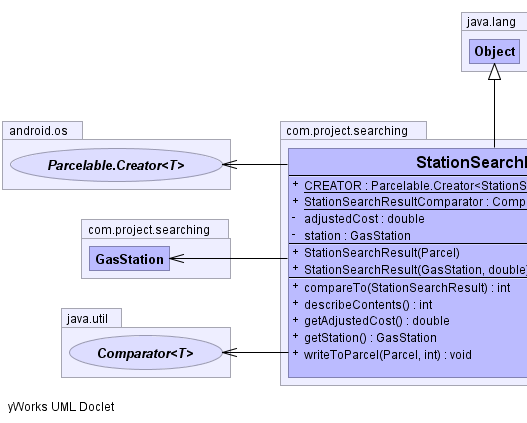 java.lang
Object
android.os
Parcelable.Creator<T>
com.project.searching
GasStation
java.util
Comparator<T>
com.project.searching
StationSearch
+ CREATOR : Parcelable.Creator<StationS
+ StationSearchResultComparator : Comp
- adjustedCost : double
- station : GasStation
+ StationSearchResult(Parcel)
+ StationSearchResult(GasStation, double)
+ compareTo(StationSearchResult) : int
+ describeContents() : int
+ getAdjustedCost() : double
+ getStation() : GasStation
+ writeToParcel(Parcel, int) : void
yWorks UML Doclet